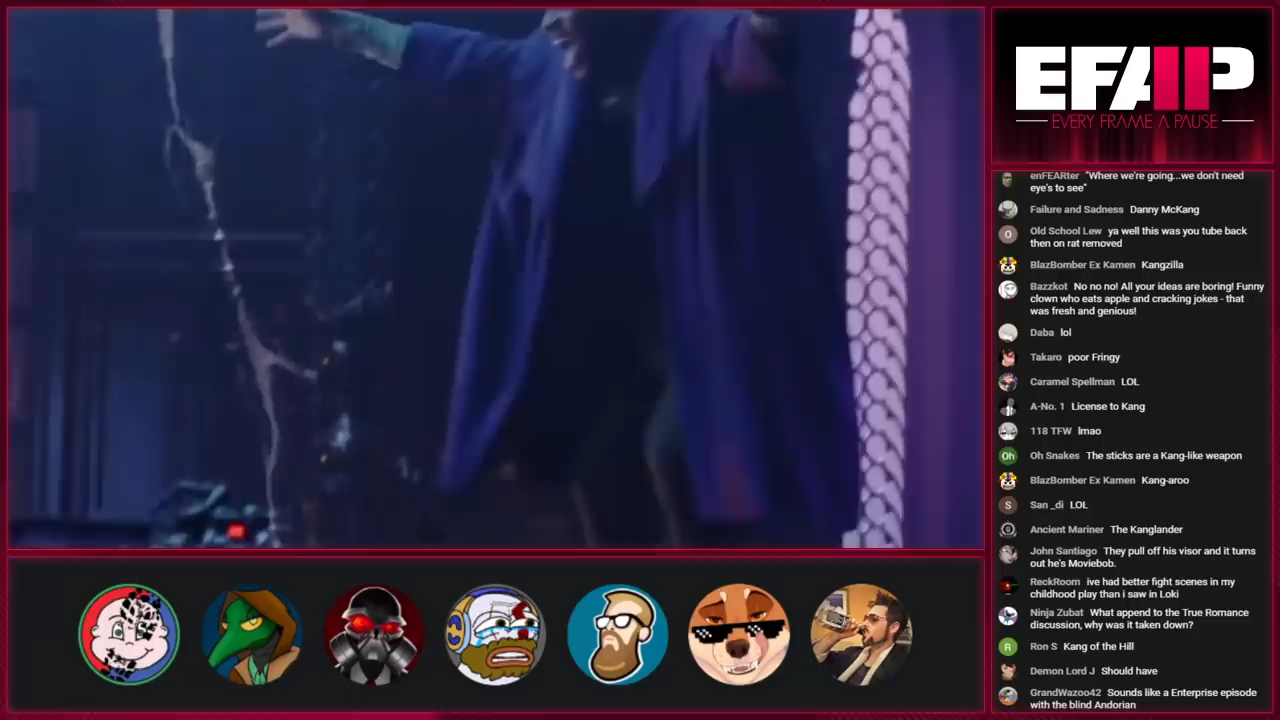 EFAP
EVERY FRAME A PAUSE
enFEARter "Where we're going...we don't need
eye's to see"
Failure and Sadness Danny McKang
O
Old School Lew ya well this was you tube back
then on rat removed
BlazBomber Ex Kamen Kangzilla
Bazzkot No no no! All your ideas are boring! Funny
clown who eats apple and cracking jokes - that
was fresh and genious!
Daba lol
Takaro poor Fringy
Caramel Spellman LOL
A-No. 1 License to Kang
118 TFW lmao
Oh
Oh Snakes The sticks are a Kang-like weapon
BlazBomber Ex Kamen Kang-aroo
S
San _di LOL
Ancient Mariner The Kanglander
John Santiago They pull off his visor and it turns
out he's Moviebob.
ReckRoom ive had better fight scenes in my
childhood play than i saw in Loki
Ninja Zubat What append to the True Romance
discussion, why was it taken down?
R
Ron S Kang of the Hill
Demon Lord J Should have
GrandWazoo42 Sounds like a Enterprise episode
with the blind Andorian